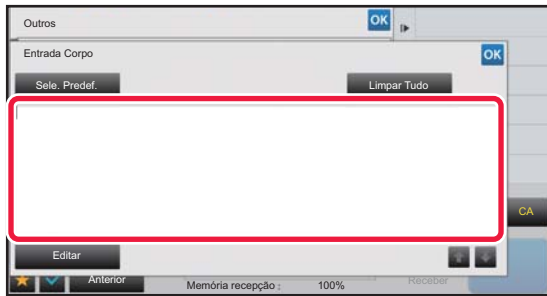 Outros OK
Entrada Corpo OK
Sele. Predef. Limpar Tudo
CA
Editar
Anterior Memória recepção : 100% Receber